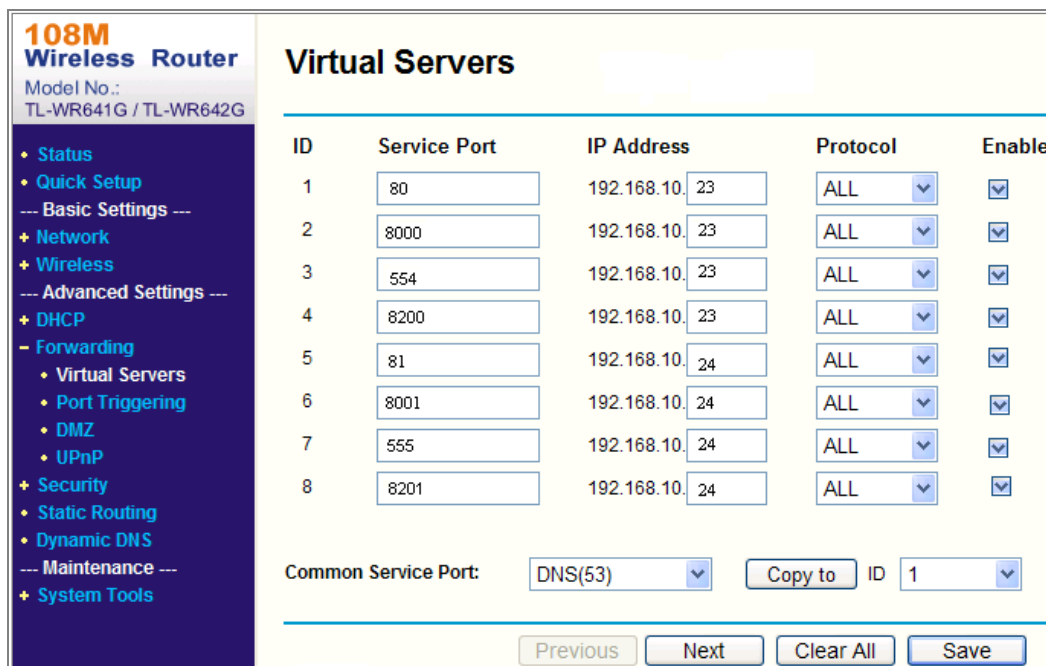 108M
Wireless Router
Model No.:
TL-WR641G / TL-WR642G
• Status
• Quick Setup
--- Basic Settings ---
+ Network
+ Wireless
--- Advanced Settings ---
+ DHCP
− Forwarding
• Virtual Servers
• Port Triggering
• DMZ
• UPnP
+ Security
• Static Routing
• Dynamic DNS
--- Maintenance ---
+ System Tools
Virtual Servers
ID Service Port IP Address Protocol Enable
1 80 192.168.10. 23 ALL
2 8000 192.168.10. 23 ALL
3 554 192.168.10. 23 ALL
4 8200 192.168.10. 23 ALL
5 81 192.168.10. 24 ALL
6 8001 192.168.10. 24 ALL
7 555 192.168.10. 24 ALL
8 8201 192.168.10. 24 ALL
Common Service Port: DNS(53) Copy to ID 1
Previous Next Clear All Save